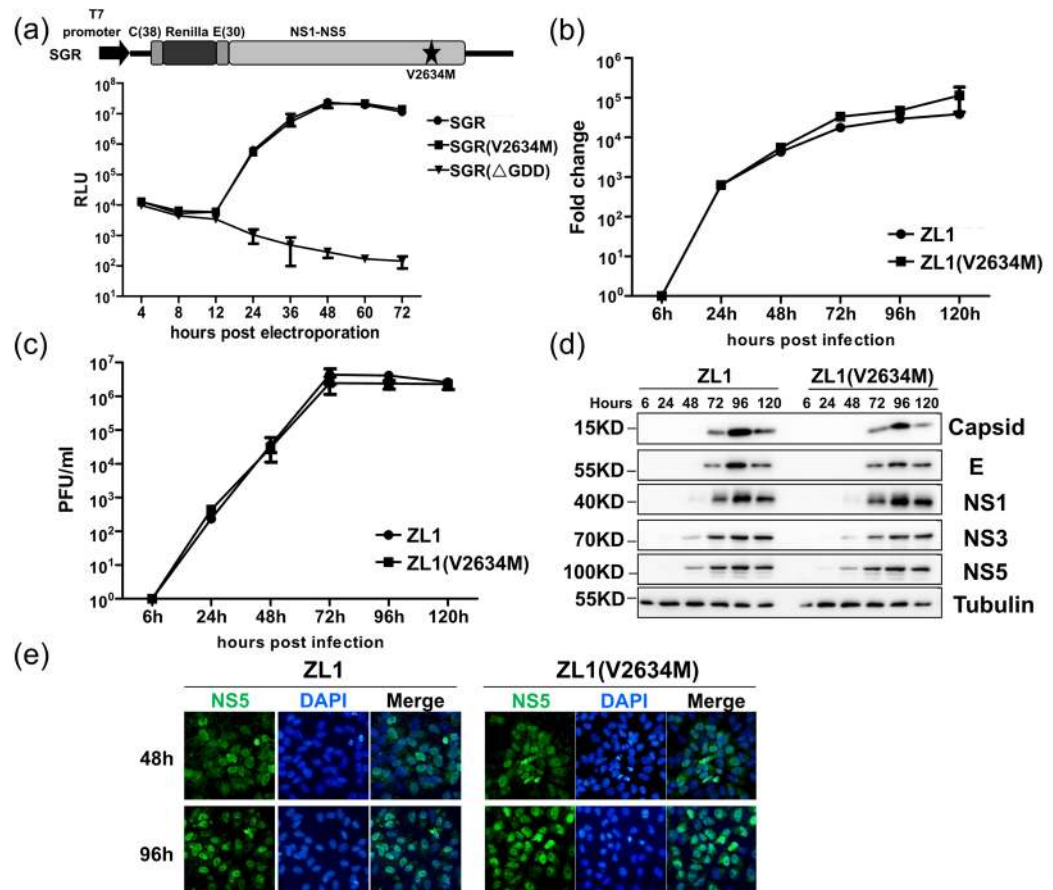 (a)
T7
promoter C(38) Renilla E(30) NS1-NS5
SGR
V2634M
10^8
10^7
10^6
10^5
10^4
10^3
10^2
10^1
RLU
SGR
SGR(V2634M)
SGR(△GDD)
4 8 12 24 36 48 60 72
hours post electroporation
(b)
10^6
10^5
10^4
10^3
10^2
10^1
10^0
Fold change
ZL1
ZL1(V2634M)
6h 24h 48h 72h 96h 120h
hours post infection
(c)
10^7
10^6
10^5
10^4
10^3
10^2
10^1
10^0
PFU/ml
ZL1
ZL1(V2634M)
6h 24h 48h 72h 96h 120h
hours post infection
(d)
ZL1 ZL1(V2634M)
Hours 6 24 48 72 96 120 6 24 48 72 96 120
15KD Capsid
55KD E
40KD NS1
70KD NS3
100KD NS5
55KD Tubulin
(e)
ZL1 ZL1(V2634M)
NS5 DAPI Merge NS5 DAPI Merge
48h
96h